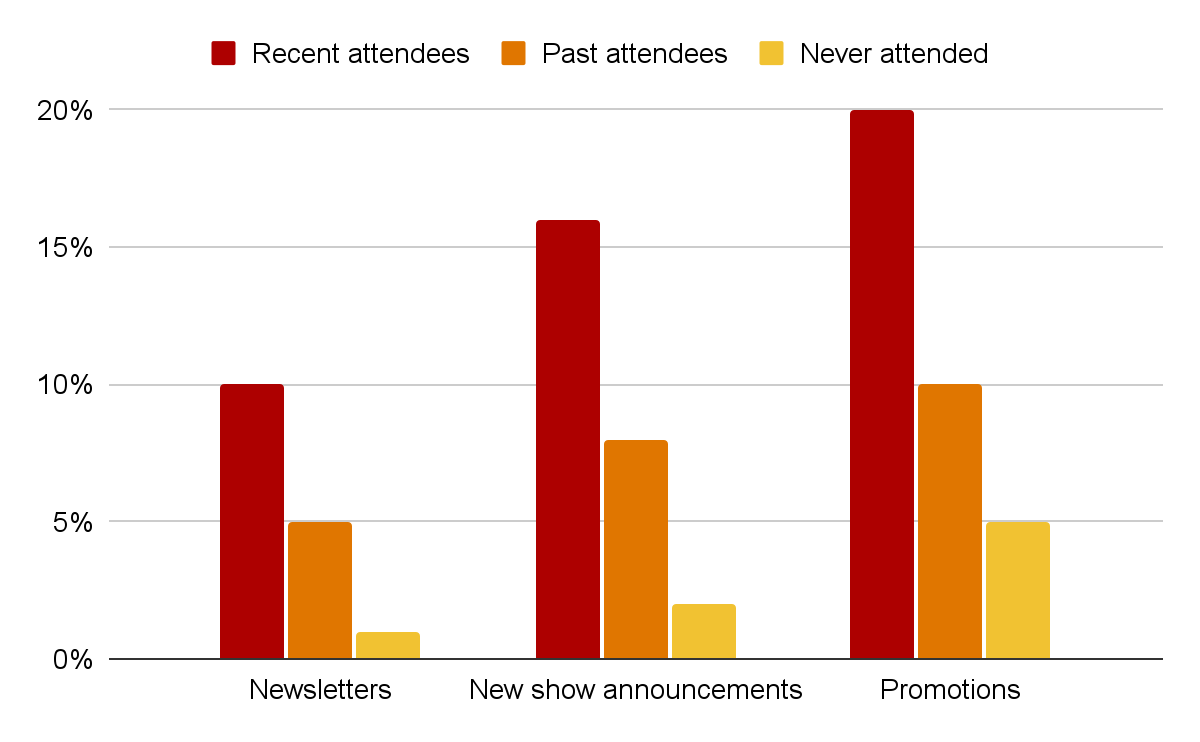 Recent attendees Past attendees Never attended
20%
15%
10%
5%
0%
Newsletters New show announcements Promotions